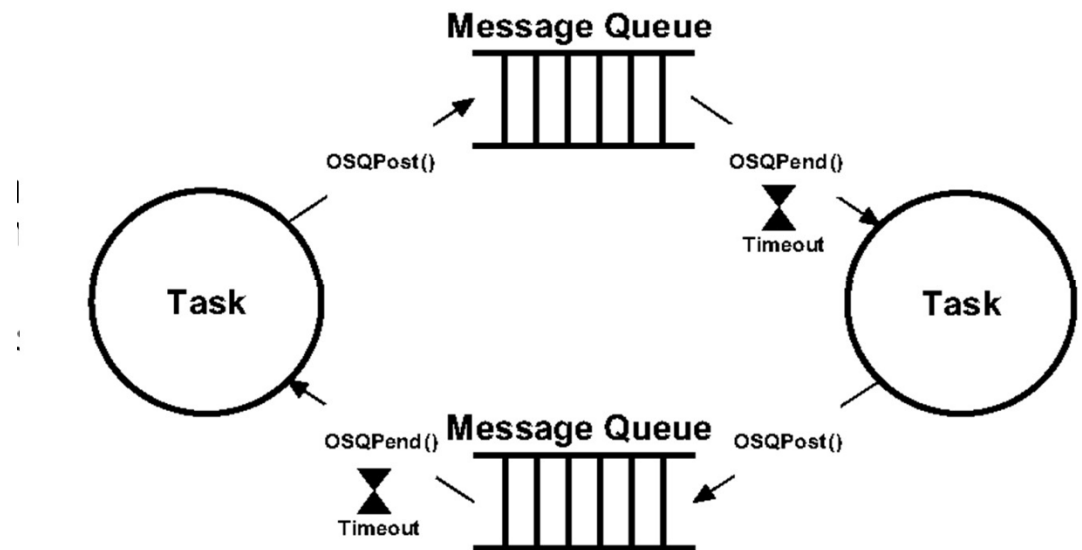 Message Queue
OSQPost()
OSQPend()
Timeout
Task
Task
OSQPend()
Message Queue
OSQPost()
Timeout